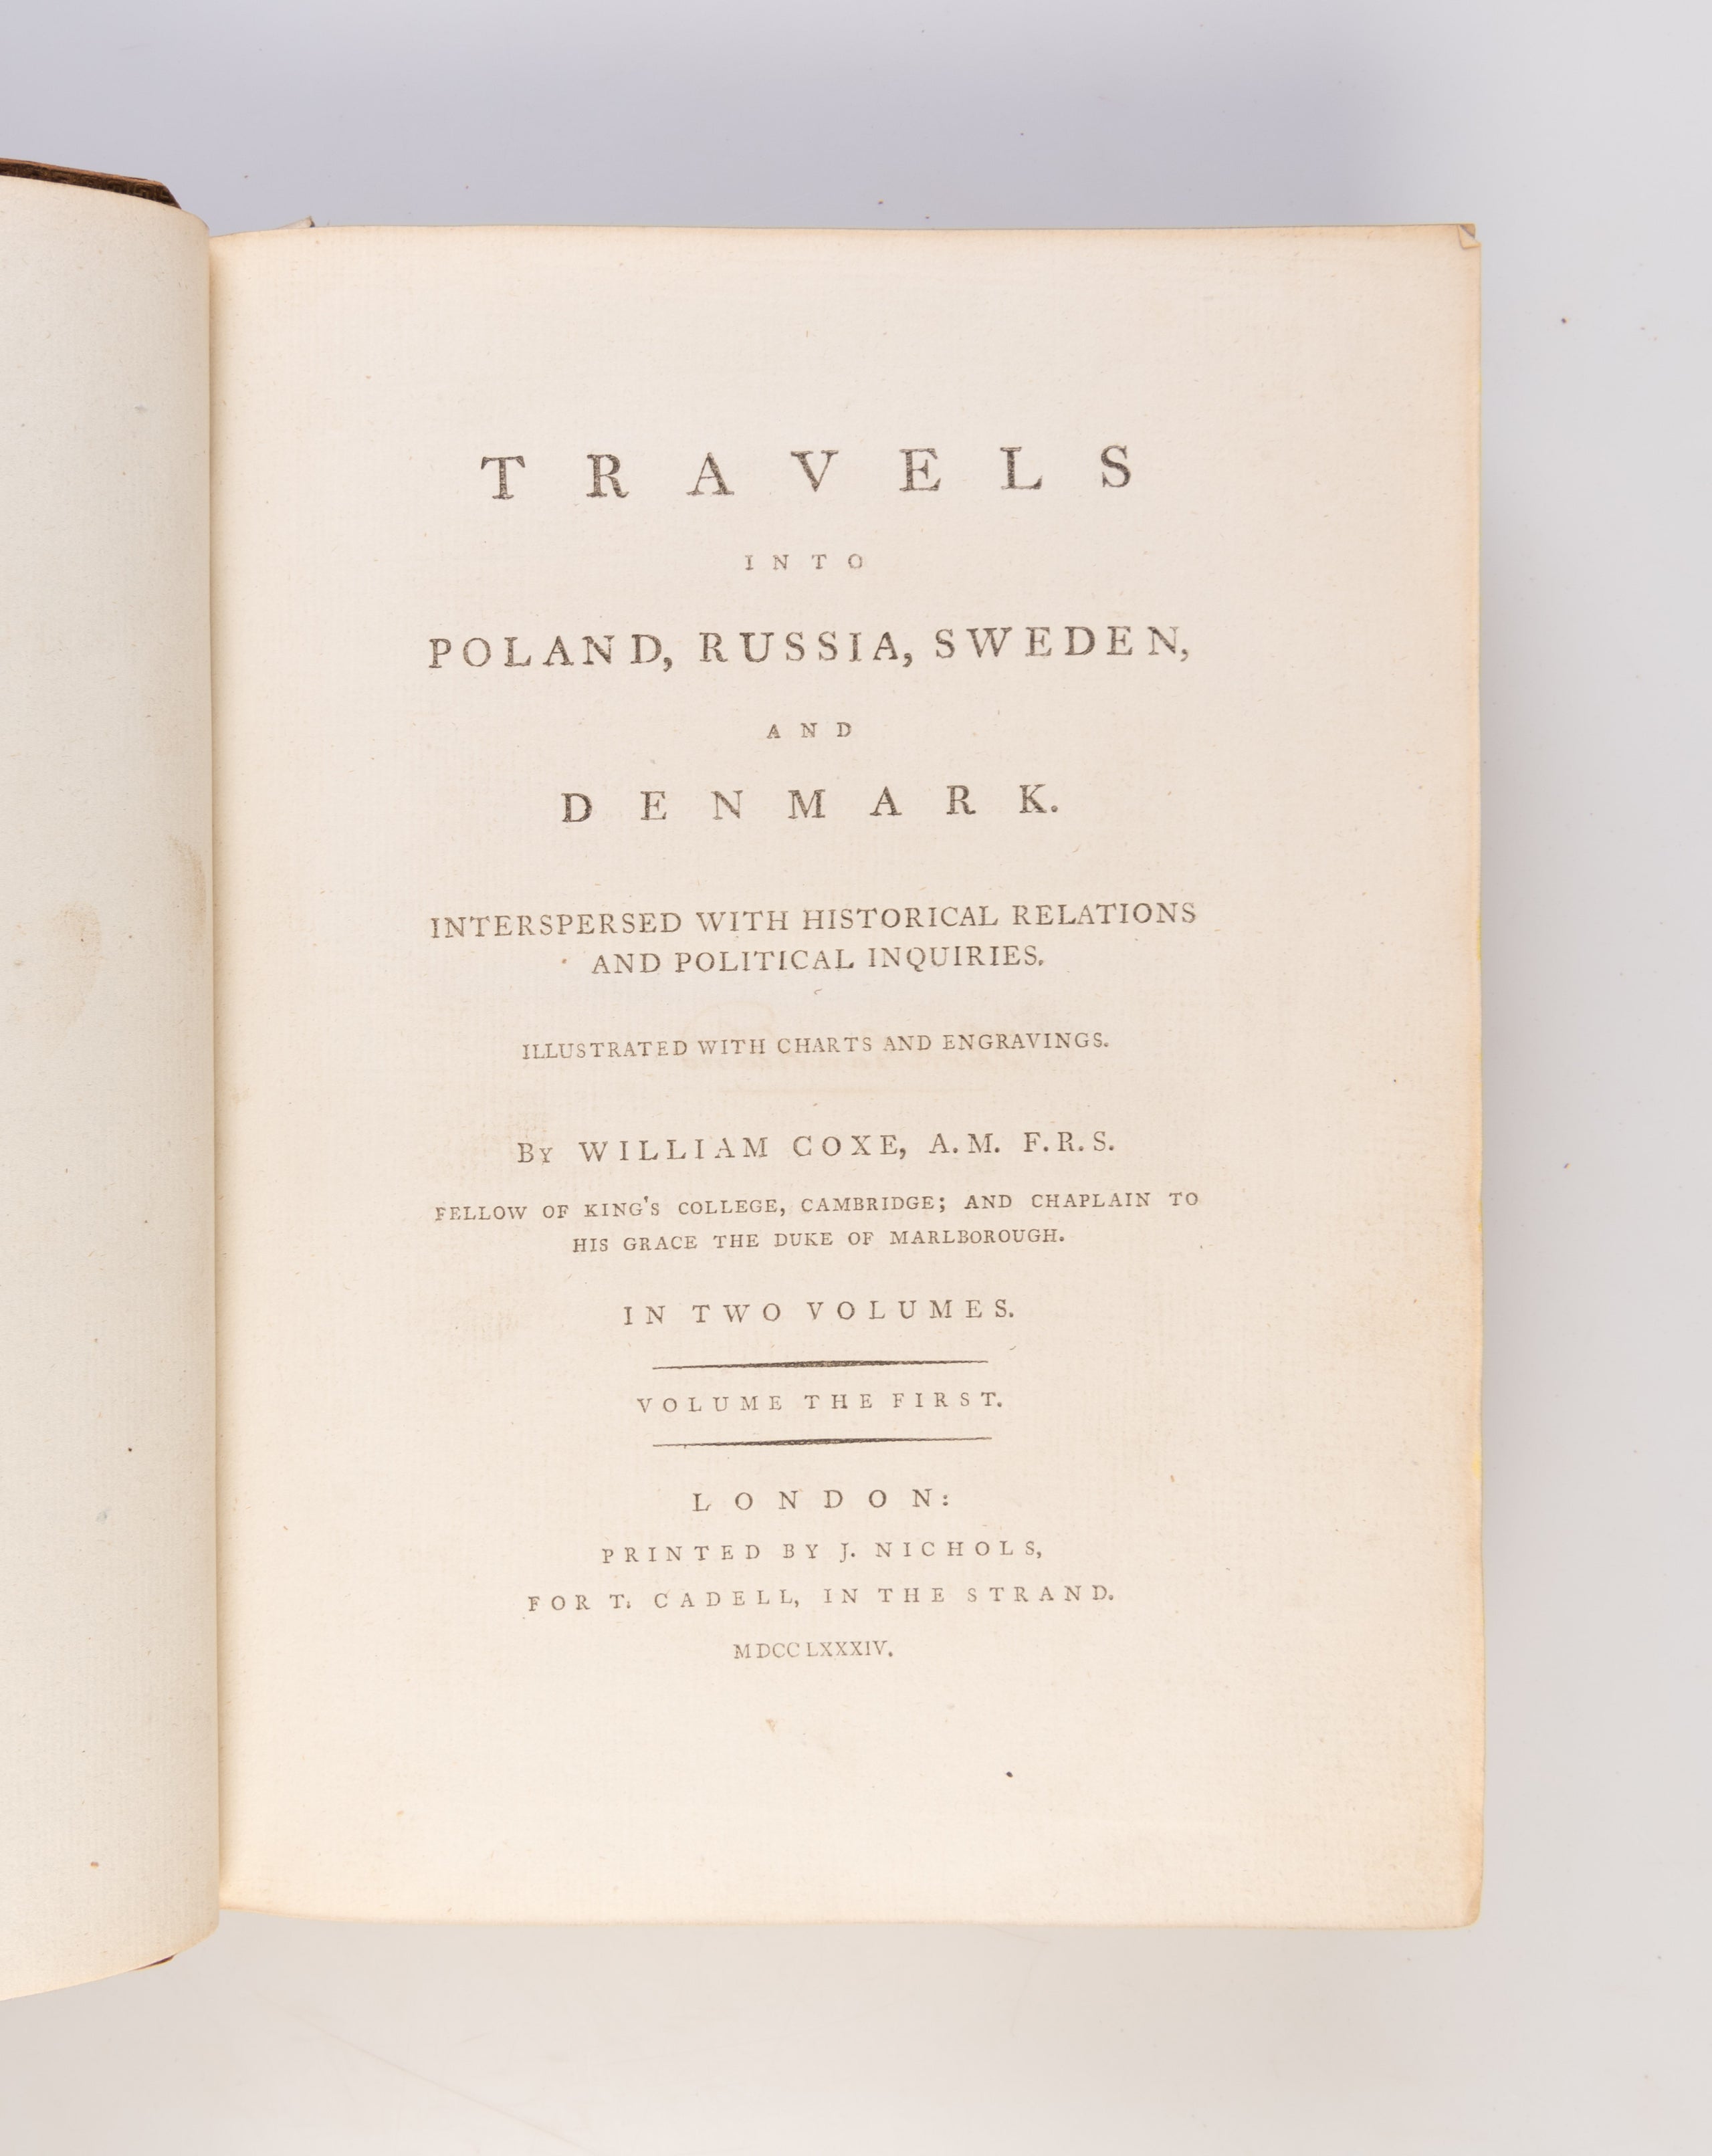 TRAVELS
INTO
POLAND, RUSSIA, SWEDEN,
AND
DENMARK.
INTERSPERSED WITH HISTORICAL RELATIONS
AND POLITICAL INQUIRIES.
ILLUSTRATED WITH CHARTS AND ENGRAVINGS.
By WILLIAM COXE, A.M. F.R.S.
FELLOW OF KING'S COLLEGE, CAMBRIDGE; AND CHAPLAIN TO
HIS GRACE THE DUKE OF MARLBOROUGH.
IN TWO VOLUMES.
VOLUME THE FIRST.
LONDON:
PRINTED BY J. NICHOLS,
FOR T. CADELL, IN THE STRAND.
MDCCLXXXIV.